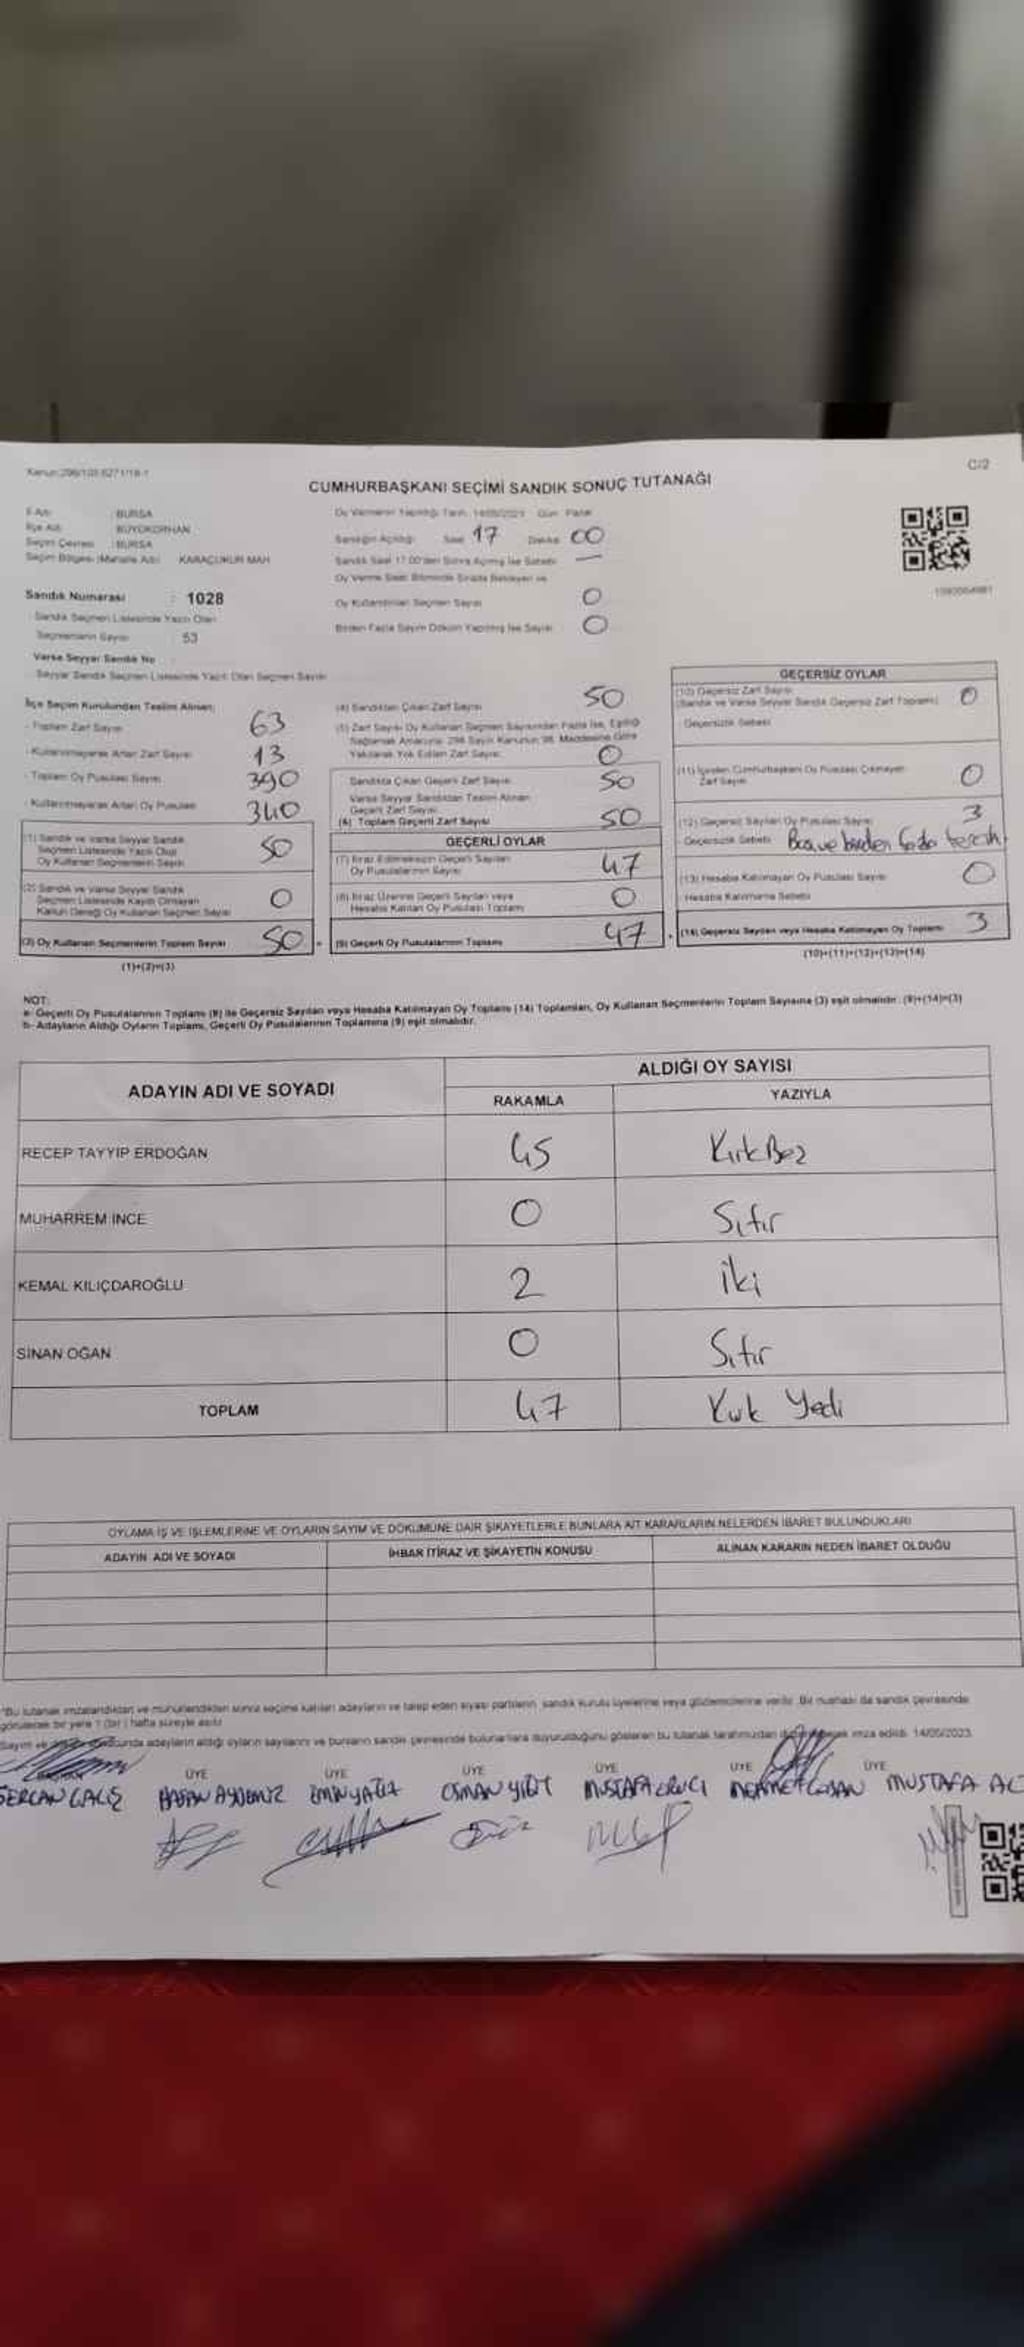 C/2
CUMHURBAŞKANI SEÇİMİ SANDIK SONUÇ TUTANAĞI
İl Adı : BURSA
İlçe Adı : BÜYÜKORHAN
Seçim Çevresi : BURSA
Seçim Bölgesi (Mahalle Adı) : KARAÇUKUR MAH
Sandık Numarası : 1028
Sandık Seçmen Listesinde Yazılı Olan
Seçmenlerin Sayısı 53
Varsa Seyyar Sandık No
Seyyar Sandık Seçmen Listesinde Yazılı Olan Seçmen Sayısı
Oy Vermenin Yapıldığı Tarih: 14/05/2023 Gün: Pazar
Sandığın Açıldığı Saat 17 Dakika 00
Sandık Saat 17.00'den Sonra Açılmış İse Sebebi —
Oy Verme Saati Bitiminde Sırada Bekleyen ve
Oy Kullandırılan Seçmen Sayısı 0
Birden Fazla Sayım Döküm Yapılmış İse Sayısı 0
İlçe Seçim Kurulundan Teslim Alınan;
- Toplam Zarf Sayısı 63
- Kullanılmayarak Artan Zarf Sayısı 13
- Toplam Oy Pusulası Sayısı 390
- Kullanılmayarak Artan Oy Pusulası 340
(1) Sandık ve Varsa Seyyar Sandık
Seçmen Listesinde Yazılı Olup
Oy Kullanan Seçmenlerin Sayısı 50
(2) Sandık ve Varsa Seyyar Sandık
Seçmen Listesinde Kayıtlı Olmayan
Kanun Gereği Oy Kullanan Seçmen Sayısı 0
(3) Oy Kullanan Seçmenlerin Toplam Sayısı 50
(1)+(2)=(3)
(4) Sandıktan Çıkan Zarf Sayısı 50
(5) Zarf Sayısı Oy Kullanan Seçmen Sayısından Fazla İse, Eşitliği
Sağlamak Amacıyla 298 Sayılı Kanunun 98. Maddesine Göre
Yakılarak Yok Edilen Zarf Sayısı 0
Sandıkta Çıkan Geçerli Zarf Sayısı 50
Varsa Seyyar Sandıktan Teslim Alınan
Geçerli Zarf Sayısı
(6) Toplam Geçerli Zarf Sayısı 50
GEÇERLİ OYLAR
(7) İtiraz Edilmeksizin Geçerli Sayılan
Oy Pusulalarının Sayısı 47
(8) İtiraz Üzerine Geçerli Sayılan veya
Hesaba Katılan Oy Pusulası Toplamı 0
(9) Geçerli Oy Pusulalarının Toplamı 47
GEÇERSİZ OYLAR
(10) Geçersiz Zarf Sayısı
(Sandık ve Varsa Seyyar Sandık Geçersiz Zarf Toplamı) 0
Geçersizlik Sebebi
(11) İçinden Cumhurbaşkanı Oy Pusulası Çıkmayan
Zarf Sayısı 0
(12) Geçersiz Sayılan Oy Pusulası Sayısı 3
Geçersizlik Sebebi Boş ve birden fazla tercih
(13) Hesaba Katılmayan Oy Pusulası Sayısı 0
Hesaba Katılmama Sebebi
(14) Geçersiz Sayılan veya Hesaba Katılmayan Oy Toplamı 3
(10)+(11)+(12)+(13)=(14)
NOT:
a- Geçerli Oy Pusulalarının Toplamı (9) ile Geçersiz Sayılan veya Hesaba Katılmayan Oy Toplamı (14) Toplamları, Oy Kullanan Seçmenlerin Toplam Sayısına (3) eşit olmalıdır. (9)+(14)=(3)
b- Adayların Aldığı Oyların Toplamı, Geçerli Oy Pusulalarının Toplamına (9) eşit olmalıdır.
ADAYIN ADI VE SOYADI ALDIĞI OY SAYISI
RAKAMLA YAZIYLA
RECEP TAYYİP ERDOĞAN 45 Kırk Beş
MUHARREM İNCE 0 Sıfır
KEMAL KILIÇDAROĞLU 2 iki
SİNAN OĞAN 0 Sıfır
TOPLAM 47 Kırk Yedi
OYLAMA İŞ VE İŞLEMLERİNE VE OYLARIN SAYIM VE DÖKÜMÜNE DAİR ŞİKAYETLERLE BUNLARA AİT KARARLARIN NELERDEN İBARET BULUNDUKLARI
ADAYIN ADI VE SOYADI İHBAR İTİRAZ VE ŞİKAYETİN KONUSU ALINAN KARARIN NEDEN İBARET OLDUĞU
*Bu tutanak imzalandıktan ve mühürlendikten sonra seçime katılan adayların ve talep eden siyasi partilerin sandık kurulu üyelerine veya gözlemcilerine verilir. Bir nüshası da sandık çevresinde
görülecek bir yere 1 (bir) hafta süreyle asılır.
Sayım ve sonucunda adayların aldığı oyların sayılarını ve bunların sandık çevresinde bulunanlara duyurulduğunu gösteren bu tutanak tarafımızdan imza edildi. 14/05/2023
ÜYE ÜYE ÜYE ÜYE ÜYE ÜYE
SERCAN HASAN EMİN YAĞIZ OSMAN YİĞİT MUSTAFA MEHMET MUSTAFA